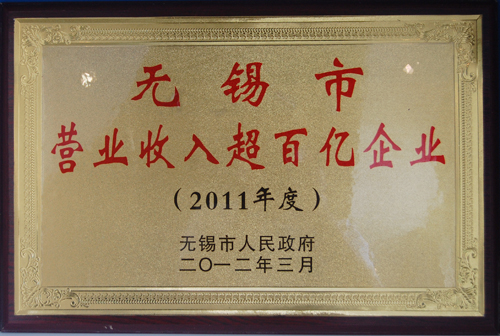 无锡市
营业收入超百亿企业
（2011年度）
无锡市人民政府
二〇一二年三月